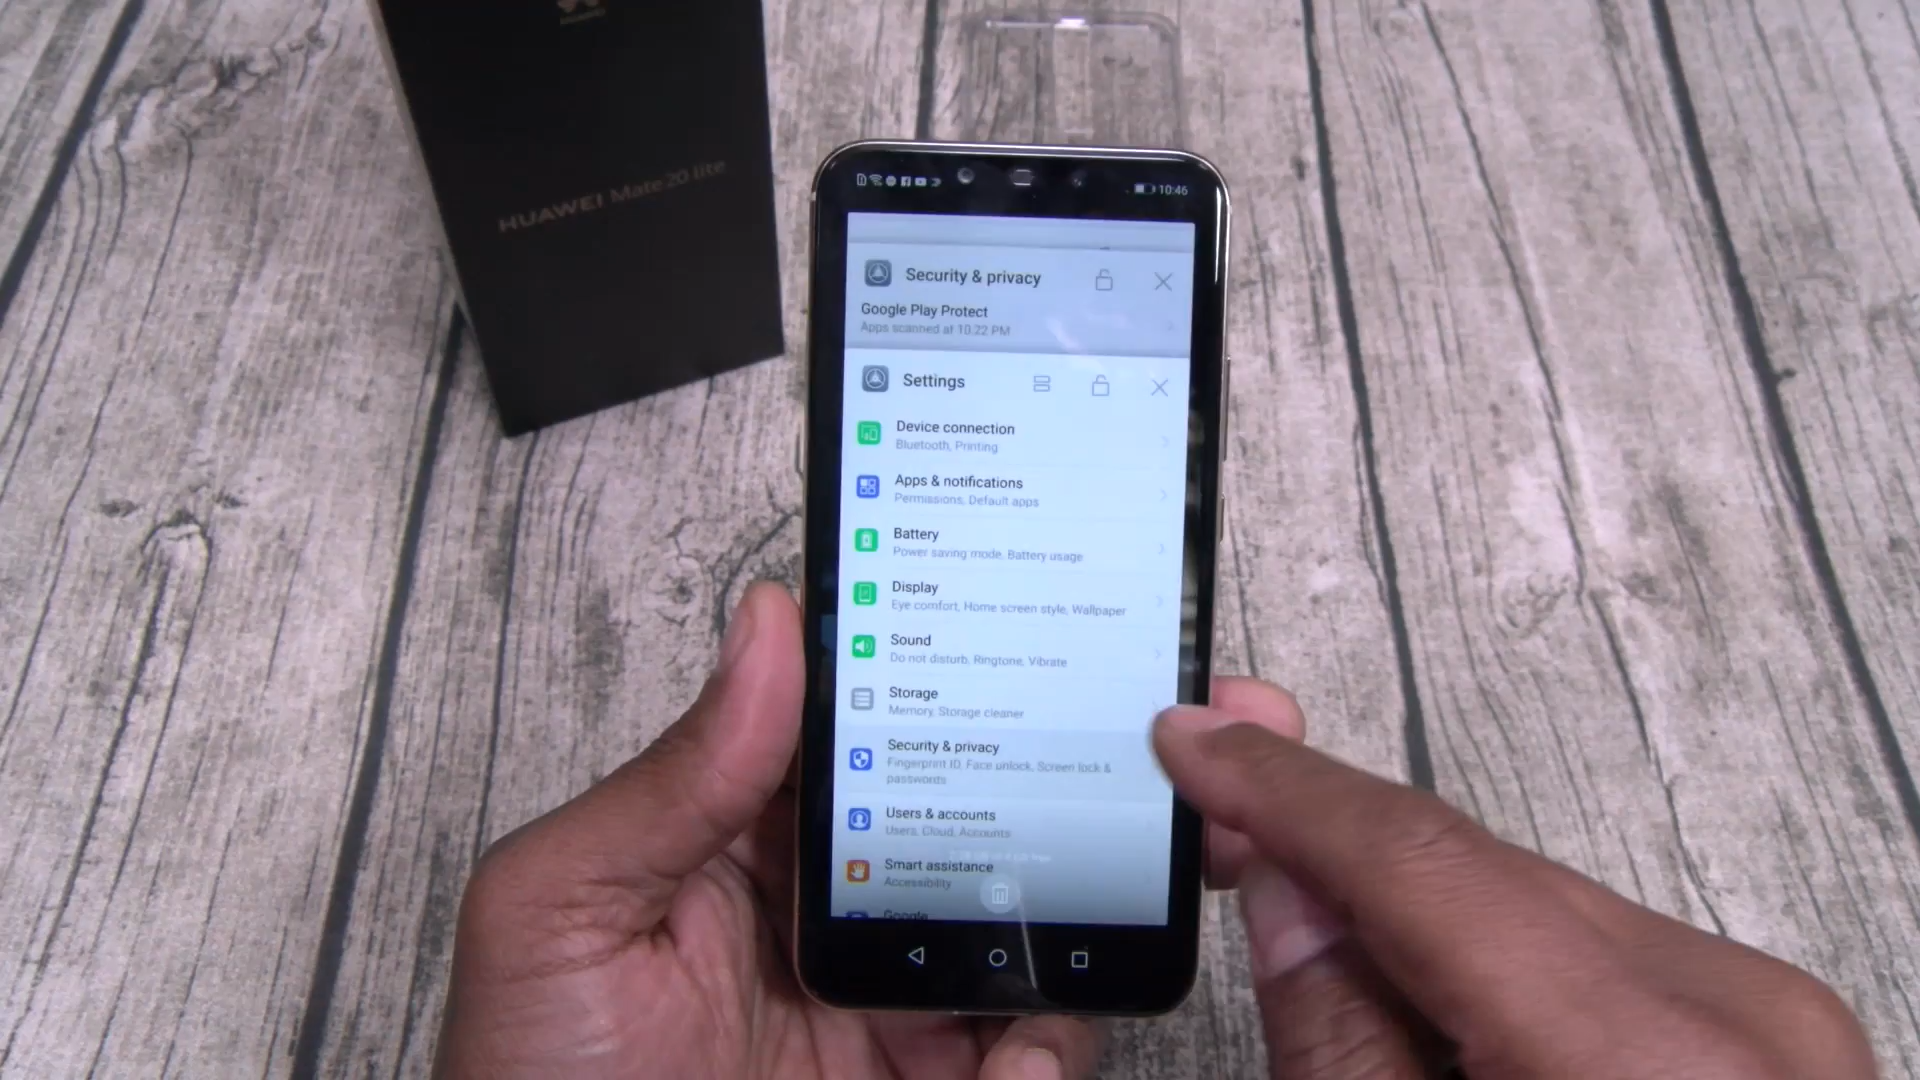 HUAWEI
HUAWEI Mate 20 lite
10:46
Security & privacy
Google Play Protect
Apps scanned at 10:22 PM
Settings
Device connection
Bluetooth, Printing
Apps & notifications
Permissions, Default apps
Battery
Power saving mode, Battery usage
Display
Eye comfort, Home screen style, Wallpaper
Sound
Do not disturb, Ringtone, Vibrate
Storage
Memory, Storage cleaner
Security & privacy
Fingerprint ID, Face unlock, Screen lock &
passwords
Users & accounts
Users, Cloud, Accounts
Smart assistance
Accessibility
Google